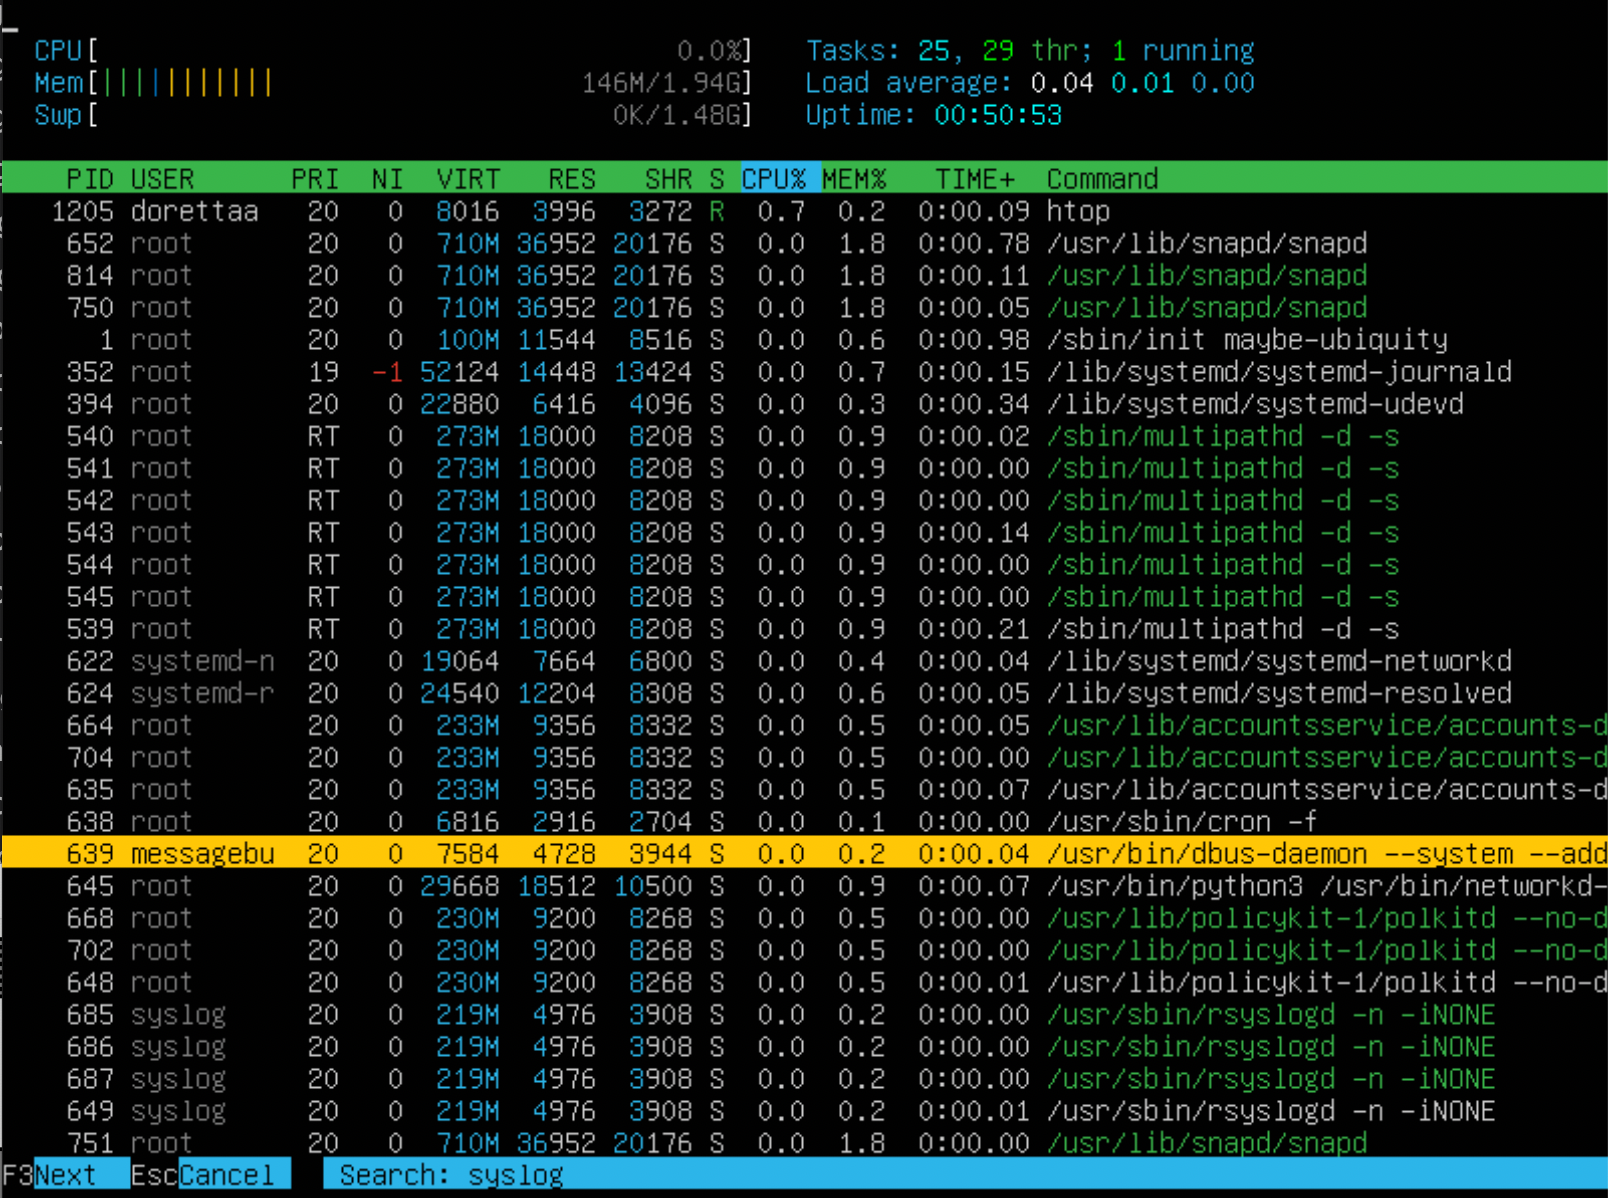 CPU[ 0.0%] Tasks: 25, 29 thr; 1 running
Mem[||||||||||| 146M/1.94G] Load average: 0.04 0.01 0.00
Swp[ 0K/1.48G] Uptime: 00:50:53
PID USER PRI NI VIRT RES SHR S CPU% MEM% TIME+ Command
1205 dorettaa 20 0 8016 3996 3272 R 0.7 0.2 0:00.09 htop
652 root 20 0 710M 36952 20176 S 0.0 1.8 0:00.78 /usr/lib/snapd/snapd
814 root 20 0 710M 36952 20176 S 0.0 1.8 0:00.11 /usr/lib/snapd/snapd
750 root 20 0 710M 36952 20176 S 0.0 1.8 0:00.05 /usr/lib/snapd/snapd
1 root 20 0 100M 11544 8516 S 0.0 0.6 0:00.98 /sbin/init maybe-ubiquity
352 root 19 -1 52124 14448 13424 S 0.0 0.7 0:00.15 /lib/systemd/systemd-journald
394 root 20 0 22880 6416 4096 S 0.0 0.3 0:00.34 /lib/systemd/systemd-udevd
540 root RT 0 273M 18000 8208 S 0.0 0.9 0:00.02 /sbin/multipathd -d -s
541 root RT 0 273M 18000 8208 S 0.0 0.9 0:00.00 /sbin/multipathd -d -s
542 root RT 0 273M 18000 8208 S 0.0 0.9 0:00.00 /sbin/multipathd -d -s
543 root RT 0 273M 18000 8208 S 0.0 0.9 0:00.14 /sbin/multipathd -d -s
544 root RT 0 273M 18000 8208 S 0.0 0.9 0:00.00 /sbin/multipathd -d -s
545 root RT 0 273M 18000 8208 S 0.0 0.9 0:00.00 /sbin/multipathd -d -s
539 root RT 0 273M 18000 8208 S 0.0 0.9 0:00.21 /sbin/multipathd -d -s
622 systemd-n 20 0 19064 7664 6800 S 0.0 0.4 0:00.04 /lib/systemd/systemd-networkd
624 systemd-r 20 0 24540 12204 8308 S 0.0 0.6 0:00.05 /lib/systemd/systemd-resolved
664 root 20 0 233M 9356 8332 S 0.0 0.5 0:00.05 /usr/lib/accountsservice/accounts-d
704 root 20 0 233M 9356 8332 S 0.0 0.5 0:00.00 /usr/lib/accountsservice/accounts-d
635 root 20 0 233M 9356 8332 S 0.0 0.5 0:00.07 /usr/lib/accountsservice/accounts-d
638 root 20 0 6816 2916 2704 S 0.0 0.1 0:00.00 /usr/sbin/cron -f
639 messagebu 20 0 7584 4728 3944 S 0.0 0.2 0:00.04 /usr/bin/dbus-daemon --system --add
645 root 20 0 29668 18512 10500 S 0.0 0.9 0:00.07 /usr/bin/python3 /usr/bin/networkd-
668 root 20 0 230M 9200 8268 S 0.0 0.5 0:00.00 /usr/lib/policykit-1/polkitd --no-d
702 root 20 0 230M 9200 8268 S 0.0 0.5 0:00.00 /usr/lib/policykit-1/polkitd --no-d
648 root 20 0 230M 9200 8268 S 0.0 0.5 0:00.01 /usr/lib/policykit-1/polkitd --no-d
685 syslog 20 0 219M 4976 3908 S 0.0 0.2 0:00.00 /usr/sbin/rsyslogd -n -iNONE
686 syslog 20 0 219M 4976 3908 S 0.0 0.2 0:00.00 /usr/sbin/rsyslogd -n -iNONE
687 syslog 20 0 219M 4976 3908 S 0.0 0.2 0:00.00 /usr/sbin/rsyslogd -n -iNONE
649 syslog 20 0 219M 4976 3908 S 0.0 0.2 0:00.01 /usr/sbin/rsyslogd -n -iNONE
751 root 20 0 710M 36952 20176 S 0.0 1.8 0:00.00 /usr/lib/snapd/snapd
F3Next EscCancel Search: syslog